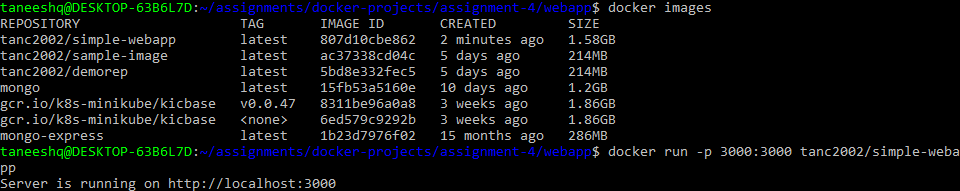 taneeshq@DESKTOP-63B6L7D:~/assignments/docker-projects/assignment-4/webapp$ docker images
REPOSITORY TAG IMAGE ID CREATED SIZE
tanc2002/simple-webapp latest 807d10cbe862 2 minutes ago 1.58GB
tanc2002/sample-image latest ac37338cd04c 5 days ago 214MB
tanc2002/demorep latest 5bd8e332fec5 5 days ago 214MB
mongo latest 15fb53a5160e 10 days ago 1.2GB
gcr.io/k8s-minikube/kicbase v0.0.47 8311be96a0a8 3 weeks ago 1.86GB
gcr.io/k8s-minikube/kicbase <none> 6ed579c9292b 3 weeks ago 1.86GB
mongo-express latest 1b23d7976f02 15 months ago 286MB
taneeshq@DESKTOP-63B6L7D:~/assignments/docker-projects/assignment-4/webapp$ docker run -p 3000:3000 tanc2002/simple-weba
pp
Server is running on http://localhost:3000